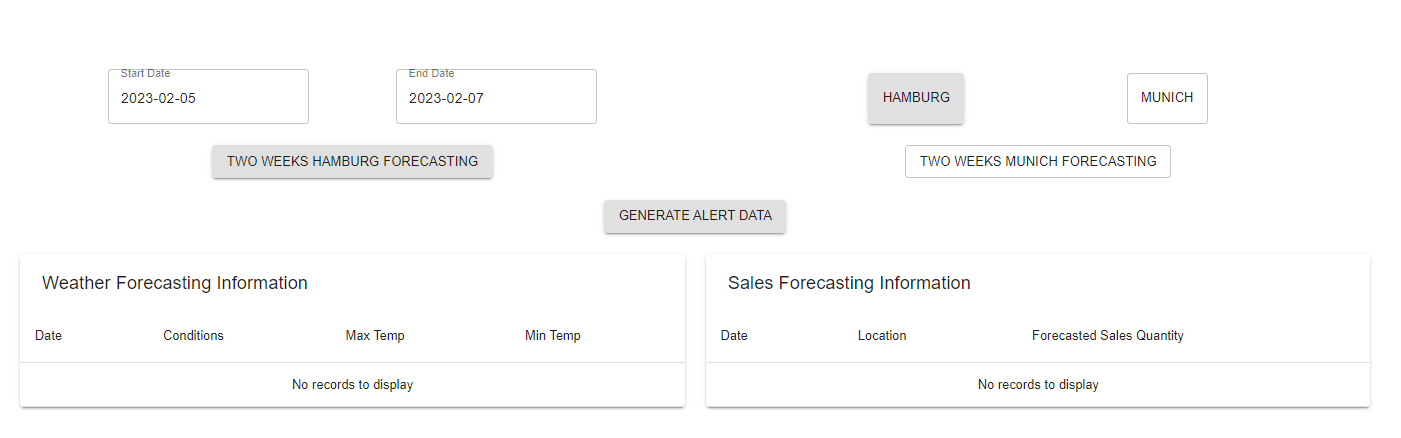 Start Date
End Date
2023-02-05
2023-02-07
HAMBURG
MUNICH
TWO WEEKS HAMBURG FORECASTING
TWO WEEKS MUNICH FORECASTING
GENERATE ALERT DATA
Weather Forecasting Information
Date Conditions Max Temp Min Temp
No records to display
Sales Forecasting Information
Date Location Forecasted Sales Quantity
No records to display